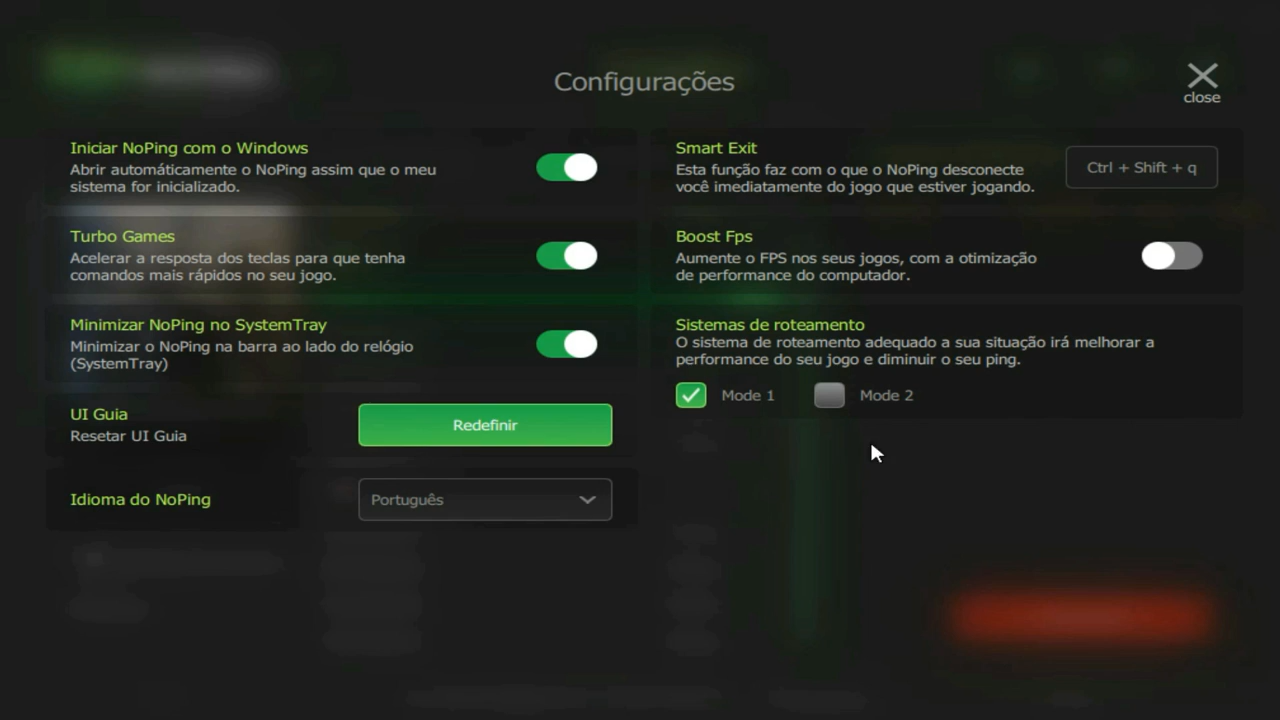 Configurações
close
Iniciar NoPing com o Windows
Abrir automáticamente o NoPing assim que o meu
sistema for inicializado.
Turbo Games
Acelerar a resposta dos teclas para que tenha
comandos mais rápidos no seu jogo.
Minimizar NoPing no SystemTray
Minimizar o NoPing na barra ao lado do relógio
(SystemTray)
UI Guia
Resetar UI Guia
Redefinir
Idioma do NoPing
Português
Smart Exit
Esta função faz com o que o NoPing desconecte
você imediatamente do jogo que estiver jogando.
Ctrl + Shift + q
Boost Fps
Aumente o FPS nos seus jogos, com a otimização
de performance do computador.
Sistemas de roteamento
O sistema de roteamento adequado a sua situação irá melhorar a
performance do seu jogo e diminuir o seu ping.
Mode 1
Mode 2